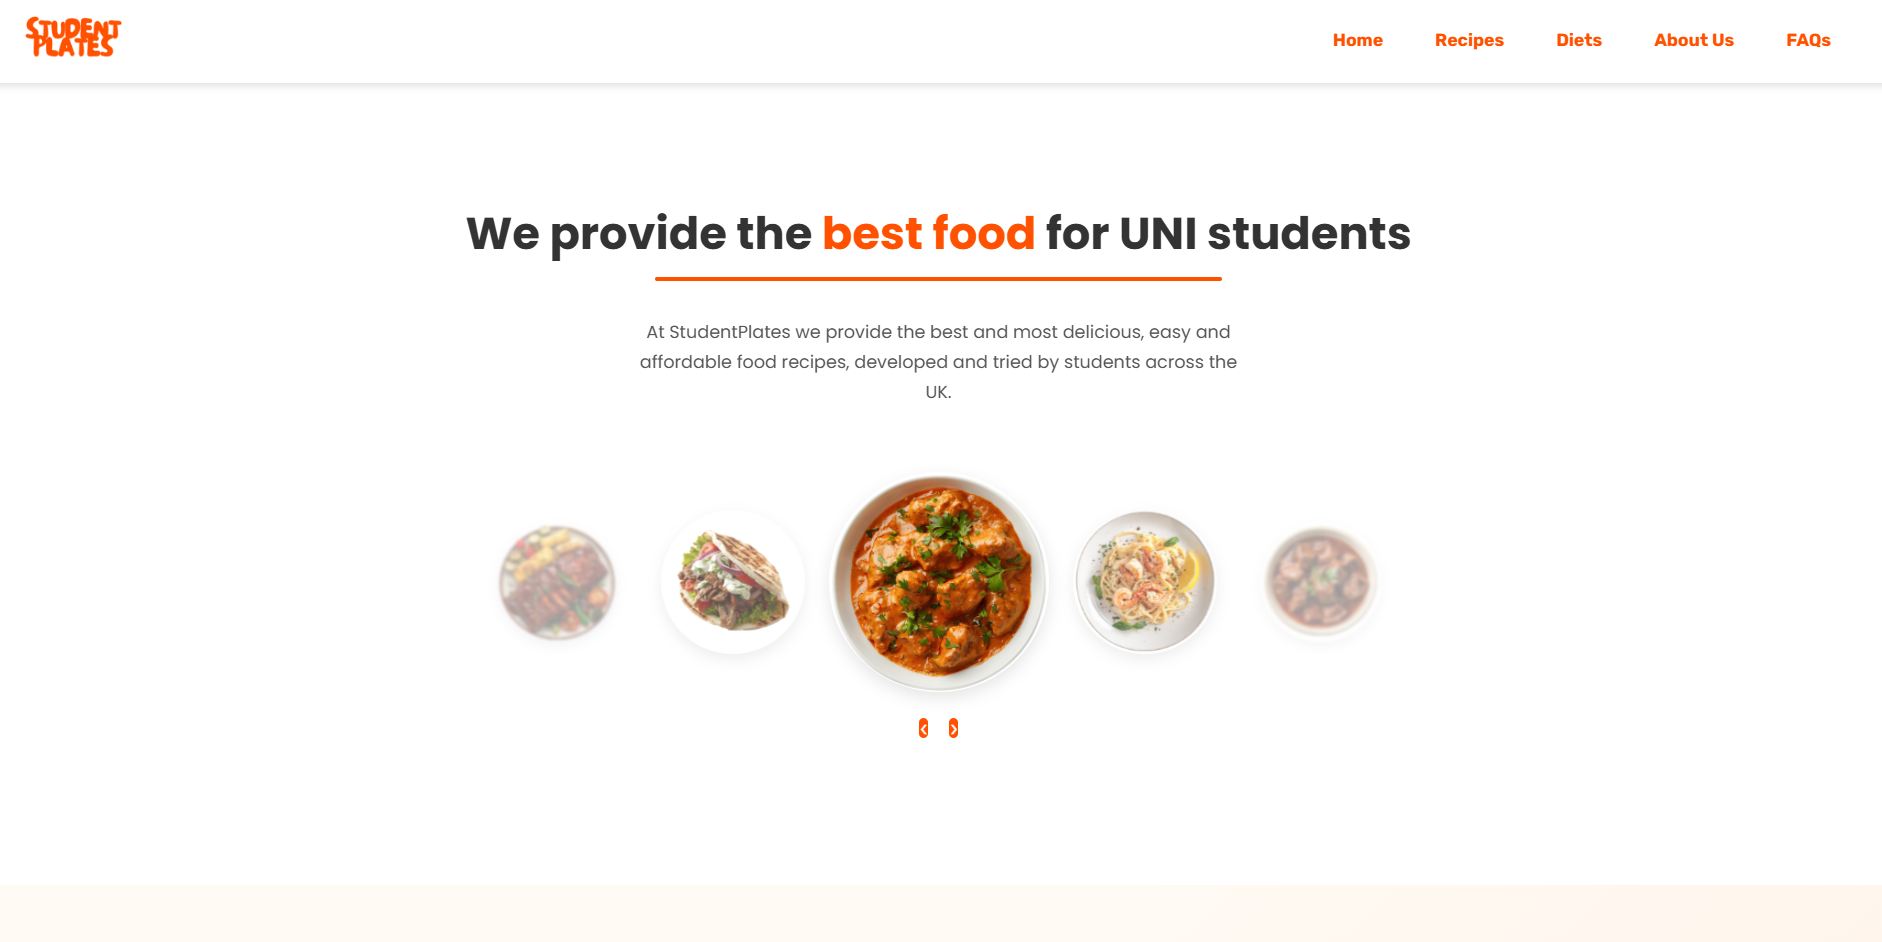 STUDENT
PLATES
Home Recipes Diets About Us FAQs
We provide the best food for UNI students
At StudentPlates we provide the best and most delicious, easy and
affordable food recipes, developed and tried by students across the
UK.